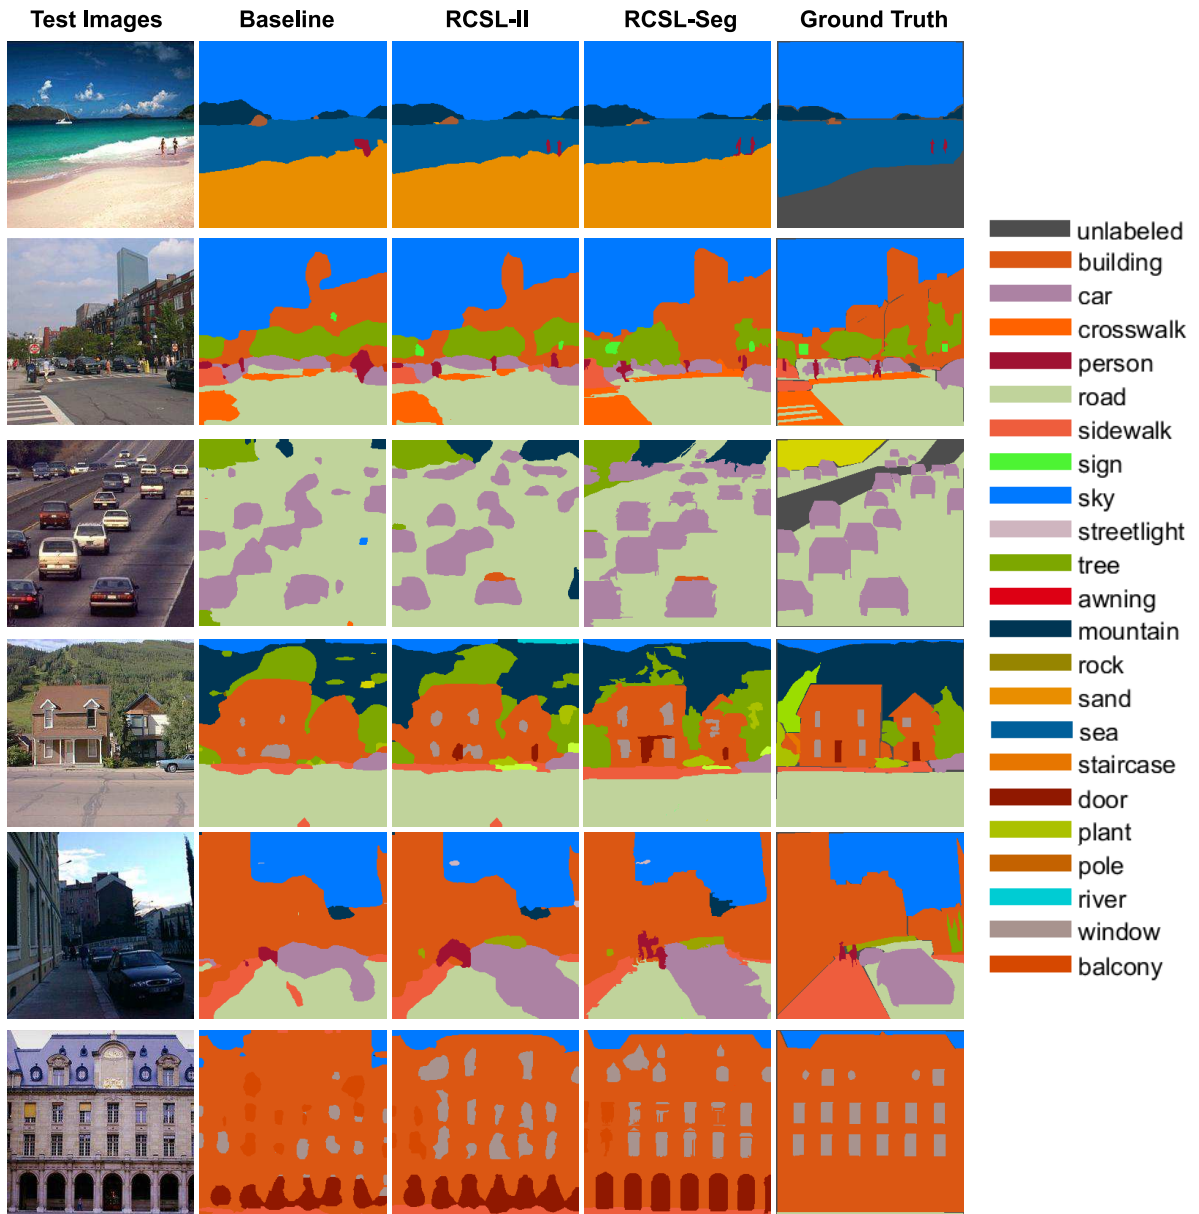 Test Images Baseline RCSL-II RCSL-Seg Ground Truth
unlabeled
building
car
crosswalk
person
road
sidewalk
sign
sky
streetlight
tree
awning
mountain
rock
sand
sea
staircase
door
plant
pole
river
window
balcony